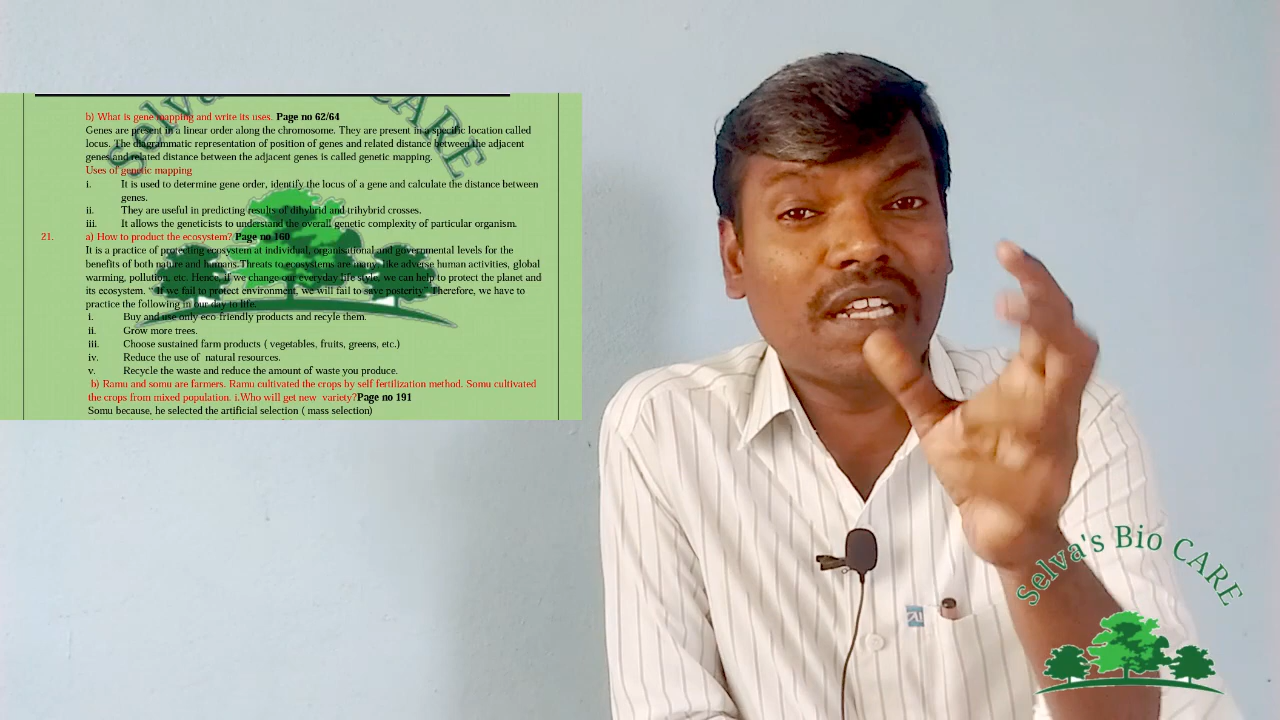 b) What is gene mapping and write its uses. Page no 62/64
Genes are present in a linear order along the chromosome. They are present in a specific location called
locus. The diagrammatic representation of position of genes and related distance between the adjacent
genes and related distance between the adjacent genes is called genetic mapping.
Uses of genetic mapping
i. It is used to determine gene order, identify the locus of a gene and calculate the distance between
genes.
ii. They are useful in predicting results of dihybrid and trihybrid crosses.
iii. It allows the geneticists to understand the overall genetic complexity of particular organism.
21. a) How to product the ecosystem? Page no 160
It is a practice of protecting ecosystem at individual, organisational and governmental levels for the
benefits of both nature and humans.Threats to ecosystems are many. like adverse human activities, global
warming, pollution, etc. Hence, if we change our everyday life style, we can help to protect the planet and
its ecosystem. " If we fail to protect environment, we will fail to save posterity" Therefore, we have to
practice the following in our day to life.
i. Buy and use only eco friendly products and recyle them.
ii. Grow more trees.
iii. Choose sustained farm products ( vegetables, fruits, greens, etc.)
iv. Reduce the use of natural resources.
v. Recycle the waste and reduce the amount of waste you produce.
b) Ramu and somu are farmers. Ramu cultivated the crops by self fertilization method. Somu cultivated
the crops from mixed population. i.Who will get new variety?Page no 191
Somu because, he selected the artificial selection ( mass selection)
Selva's Bio CARE